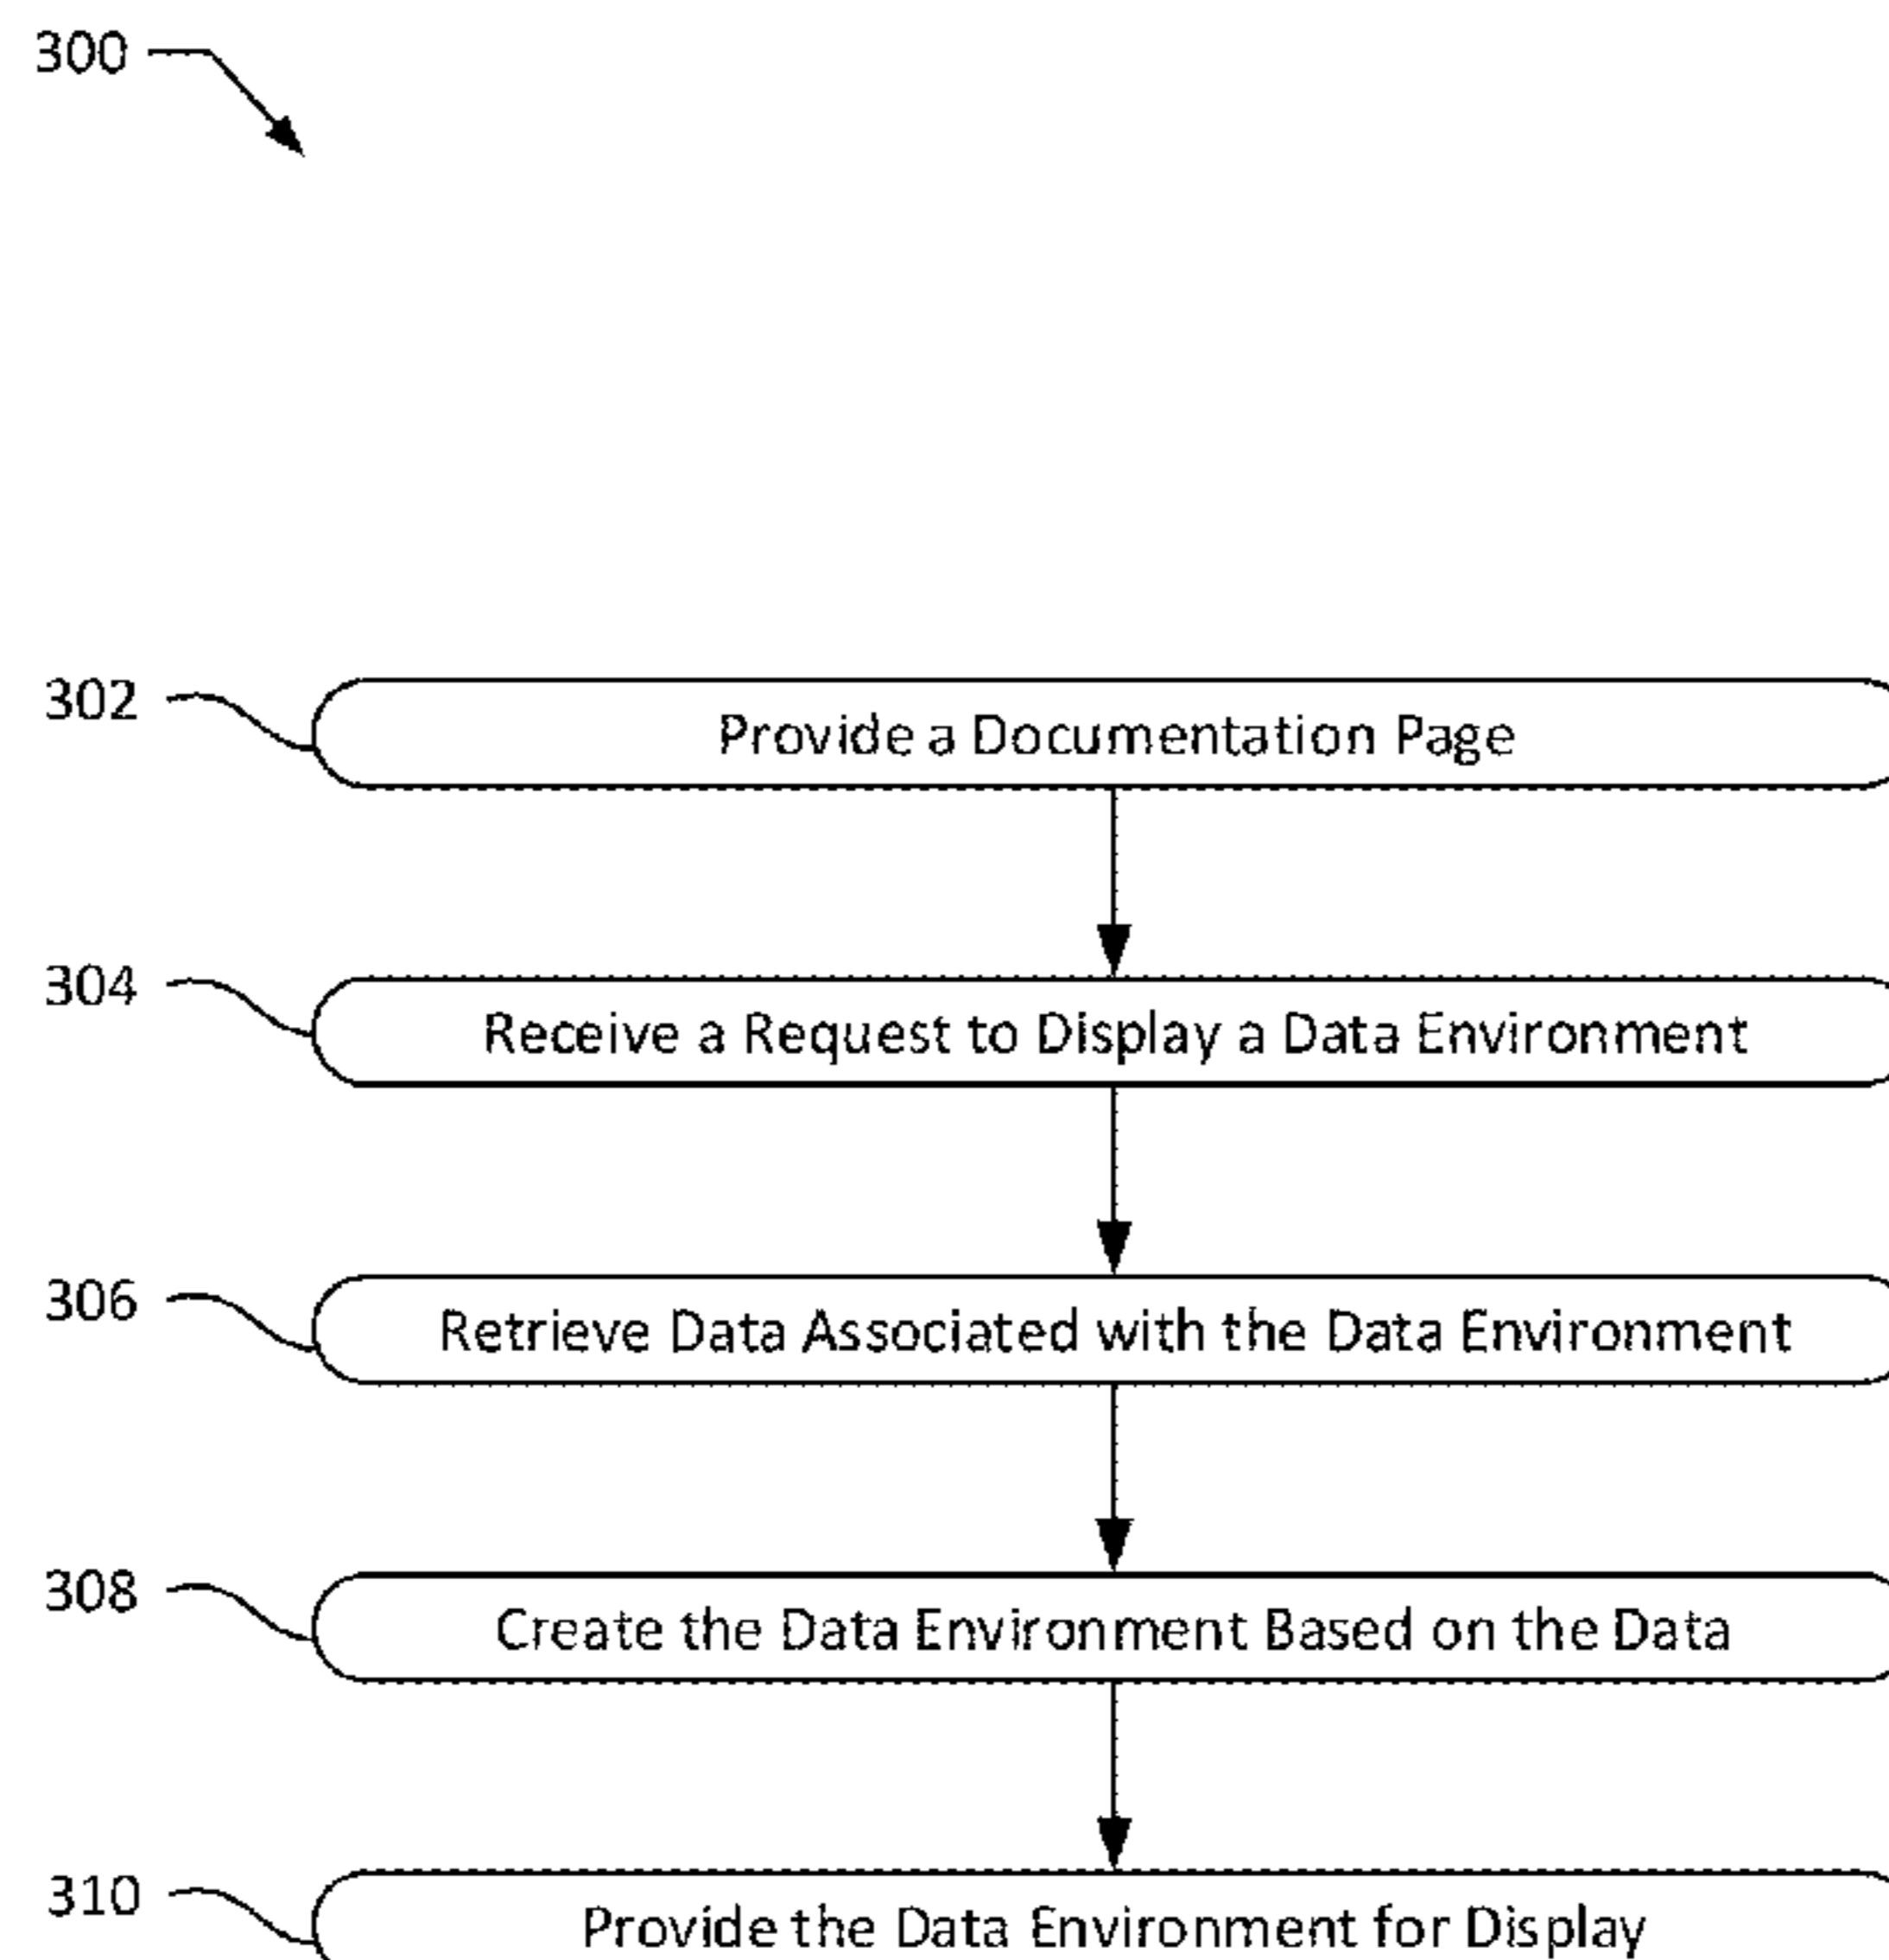 300
302 Provide a Documentation Page
304 Receive a Request to Display a Data Environment
306 Retrieve Data Associated with the Data Environment
308 Create the Data Environment Based on the Data
310 Provide the Data Environment for Display